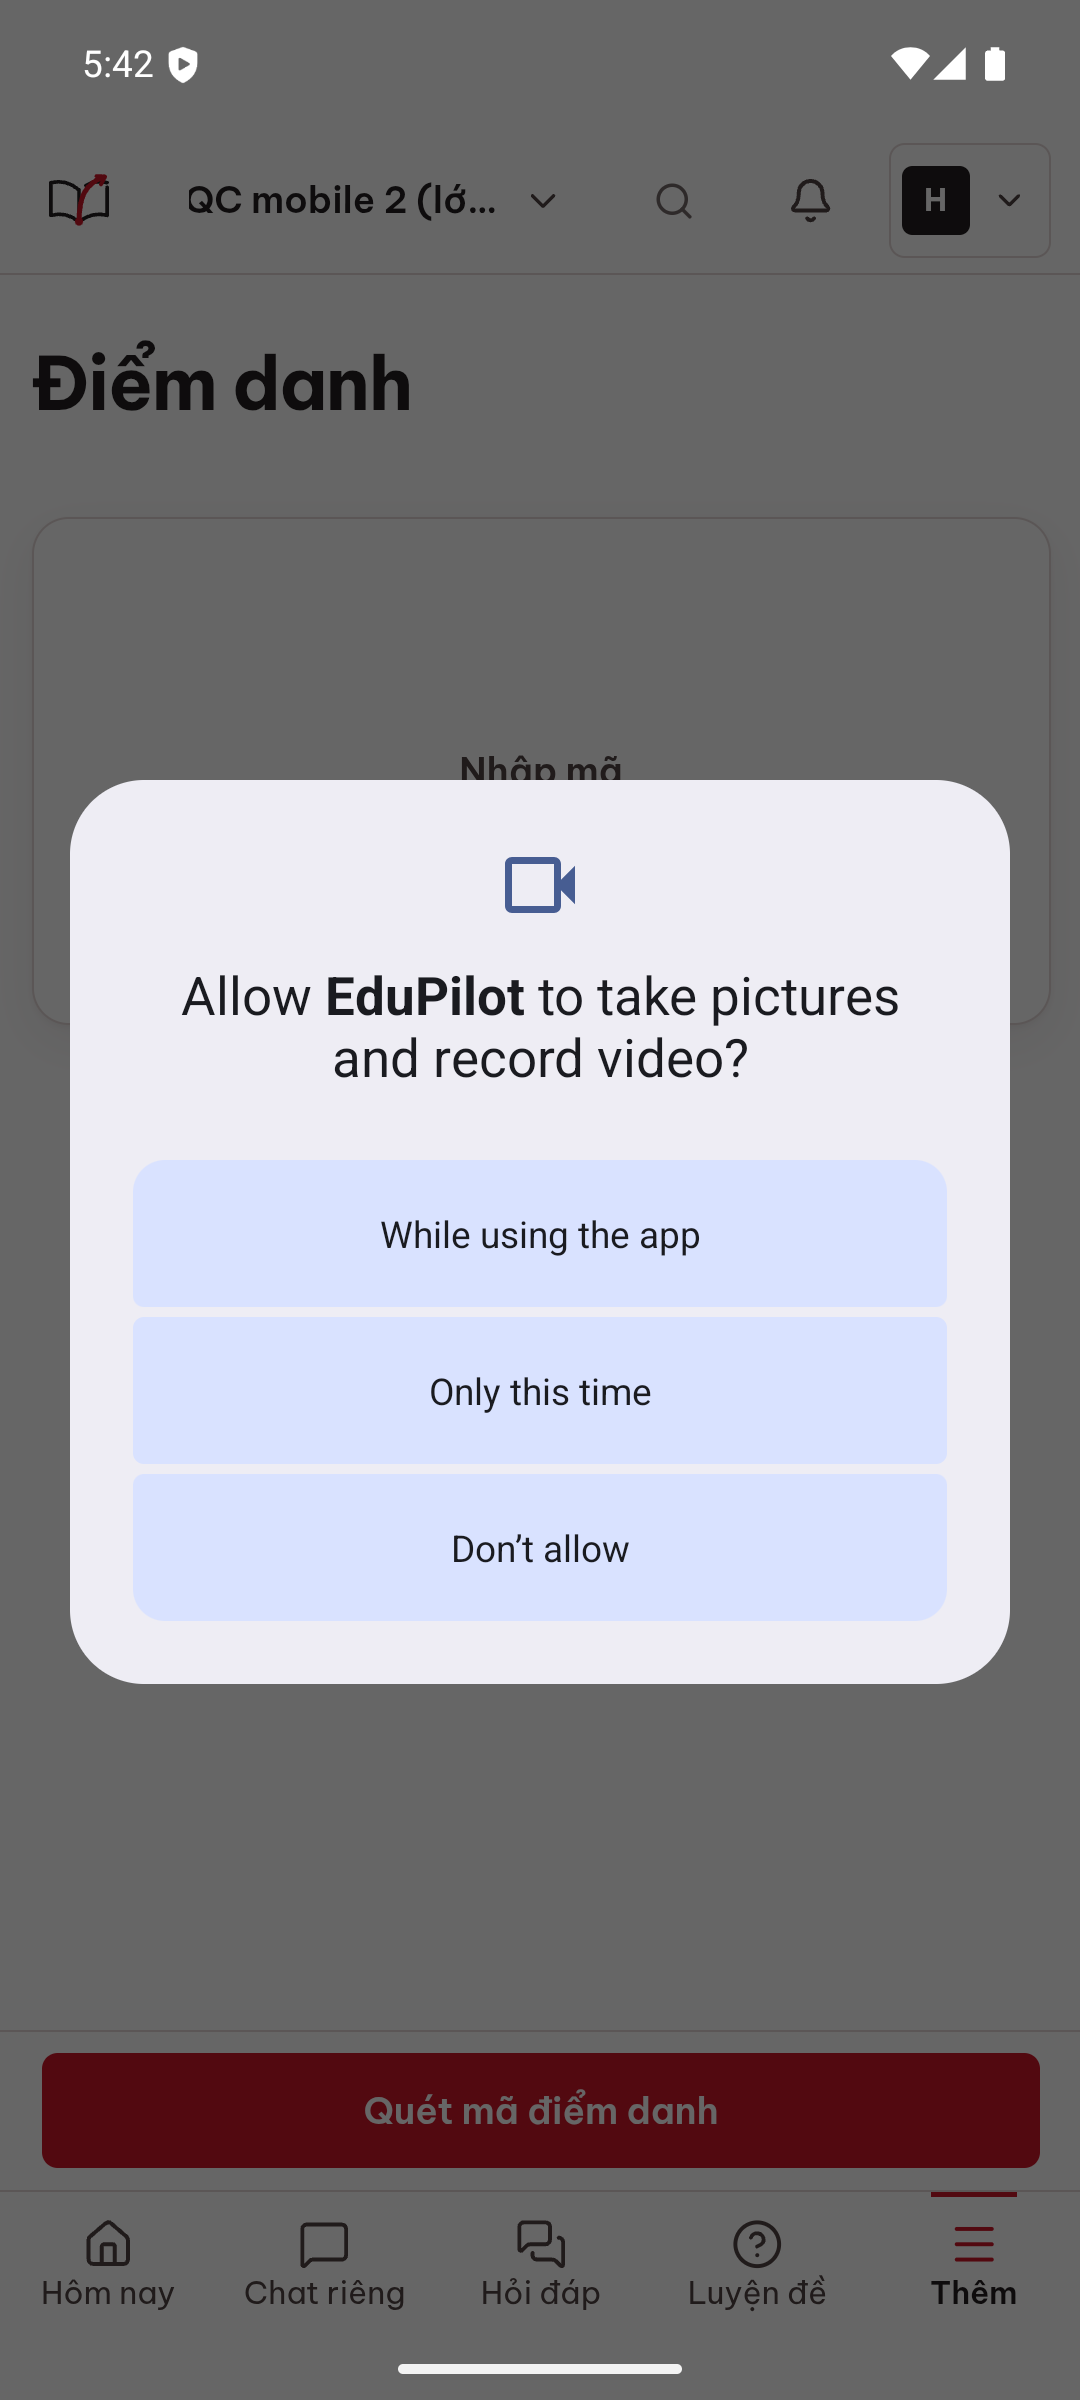 5:42
QC mobile 2 (lớ...
H
Điểm danh
Nhập mã
Allow EduPilot to take pictures
and record video?
While using the app
Only this time
Don’t allow
Quét mã điểm danh
Hôm nay
Chat riêng
Hỏi đáp
Luyện đề
Thêm